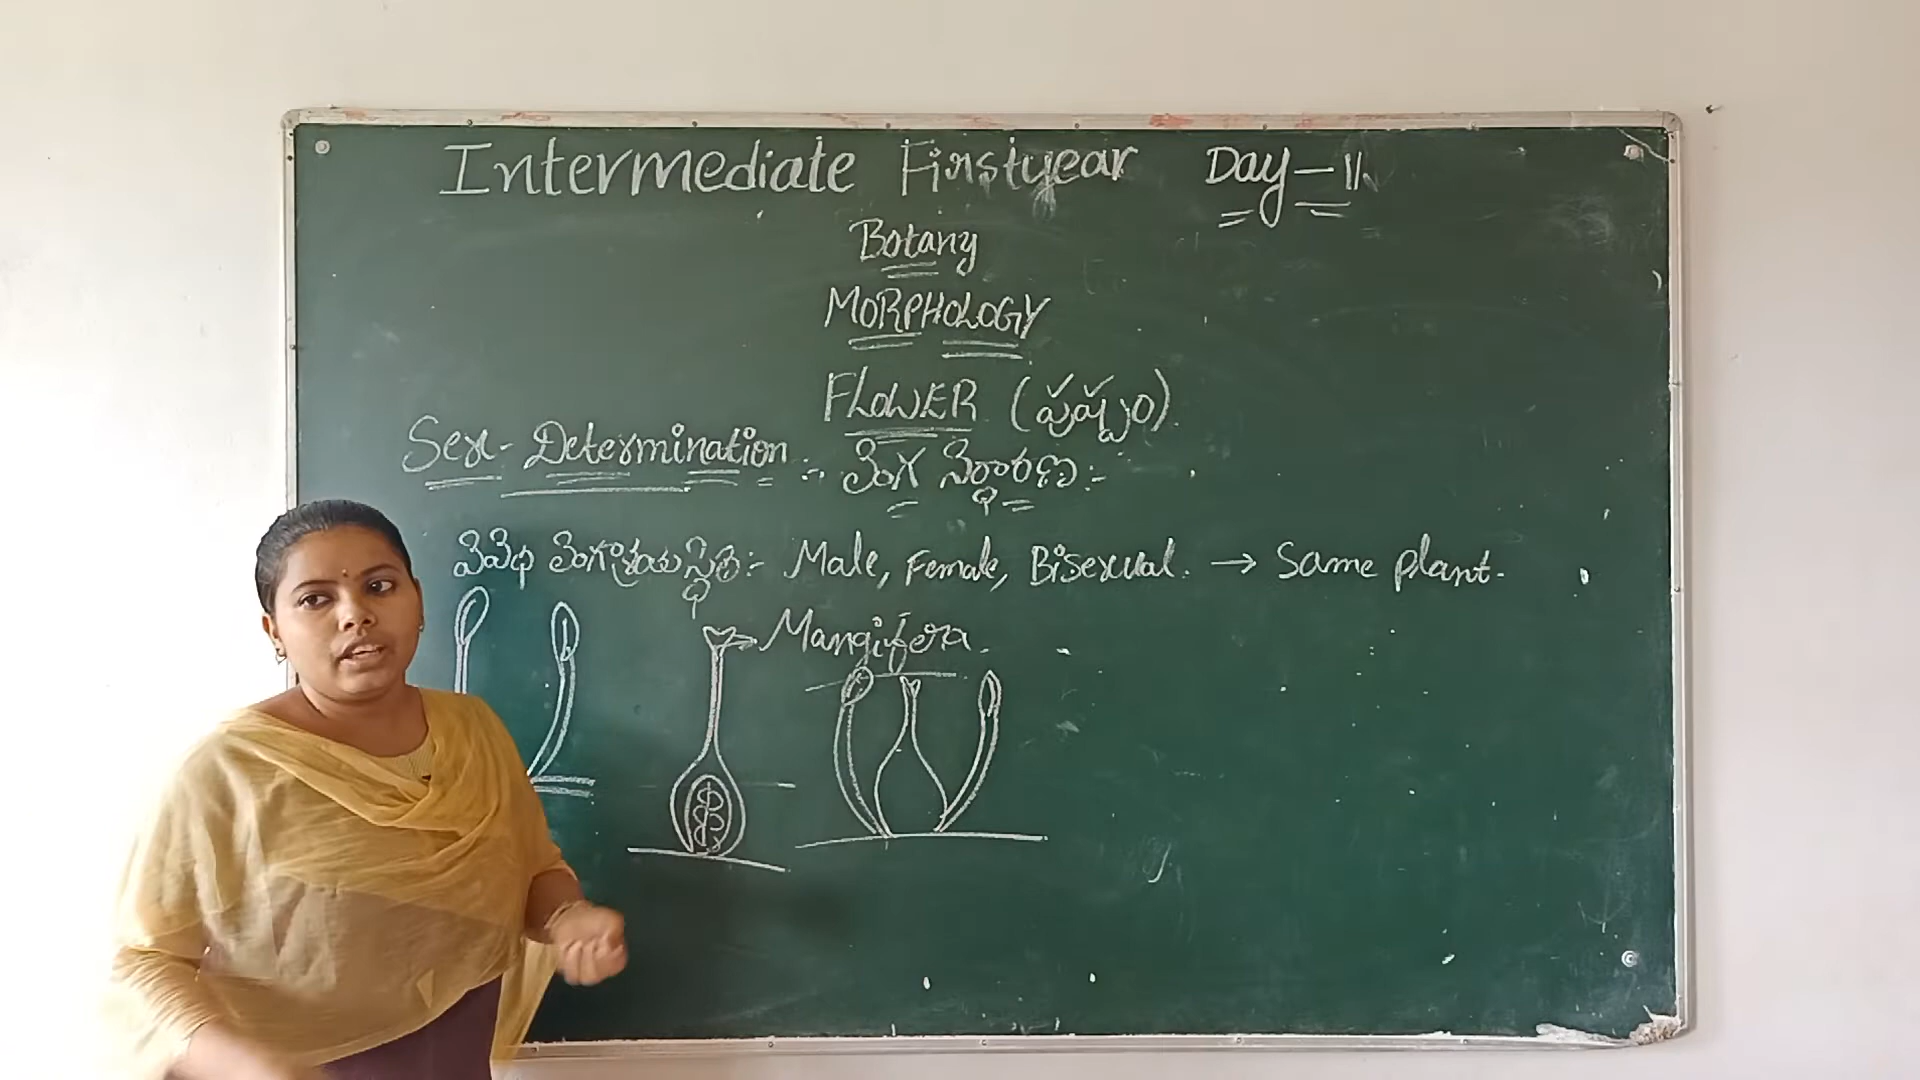 Intermediate Firstyear Day-11
Botany
MORPHOLOGY
FLOWER (పుష్పం)
Sex-Determination :- లింగ నిర్ధారణ :-
వివిధ లింగాశ్రయస్థితి :- Male, Female, Bisexual. → Same plant.
Mangifera.